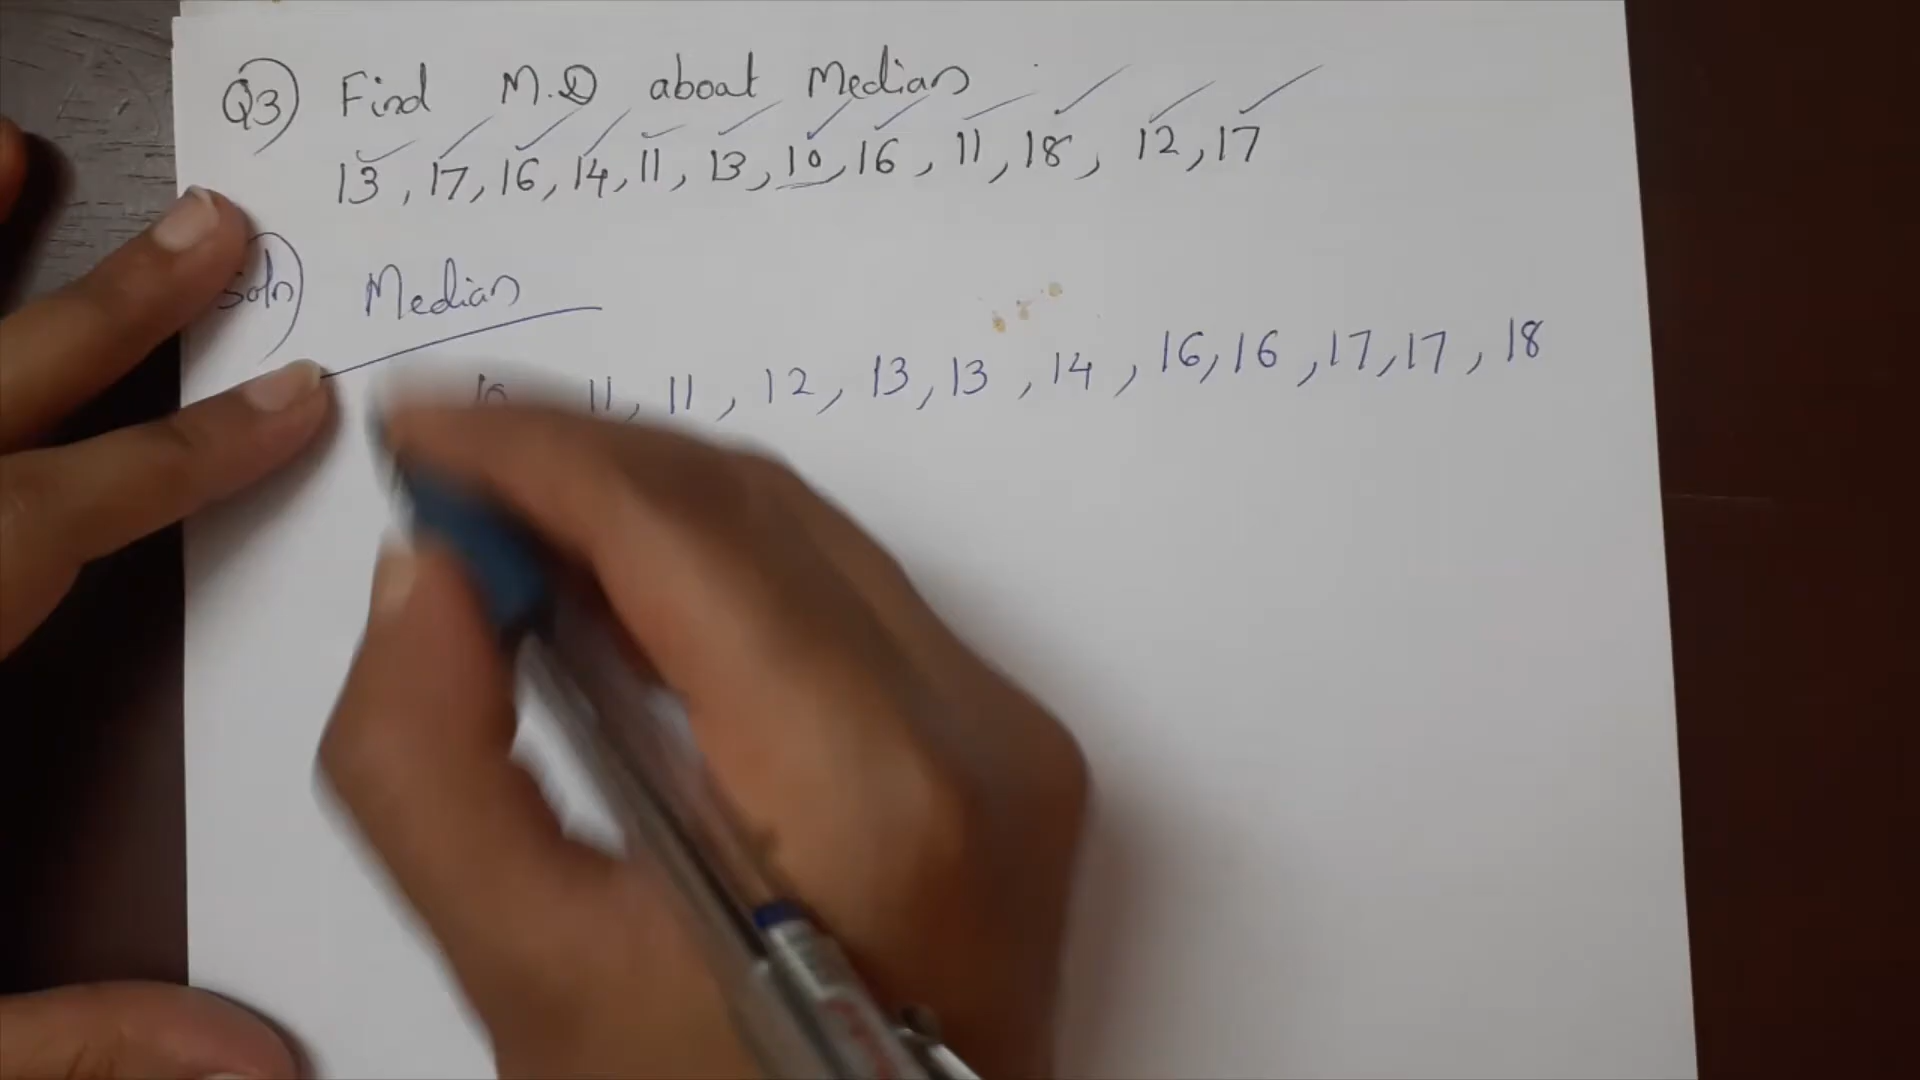 Q3) Find M.D about Median
13, 17, 16, 14, 11, 13, 10, 16, 11, 18, 12, 17
Soln) Median
10 11, 11, 12, 13, 13, 14, 16, 16, 17, 17, 18